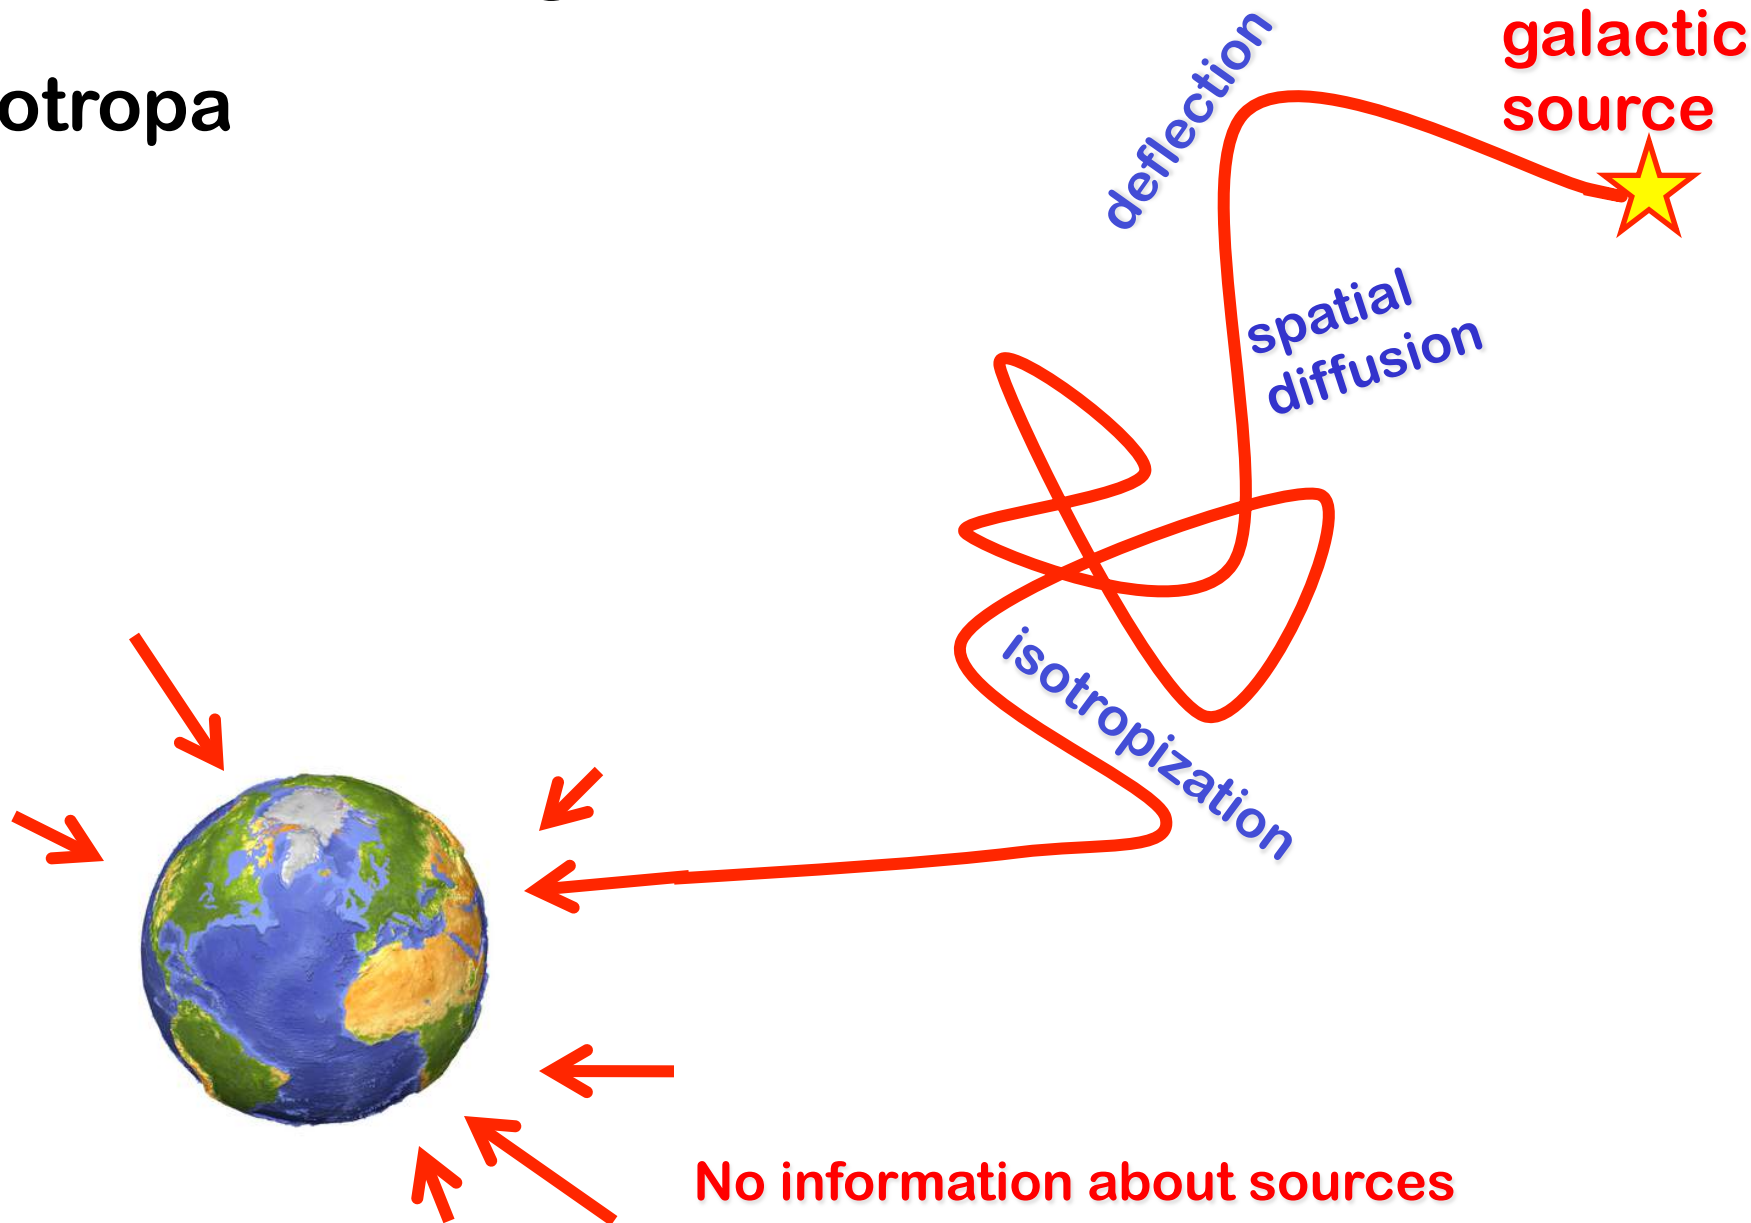 otropa
galactic
source
deflection
spatial
diffusion
isotropization
No information about sources